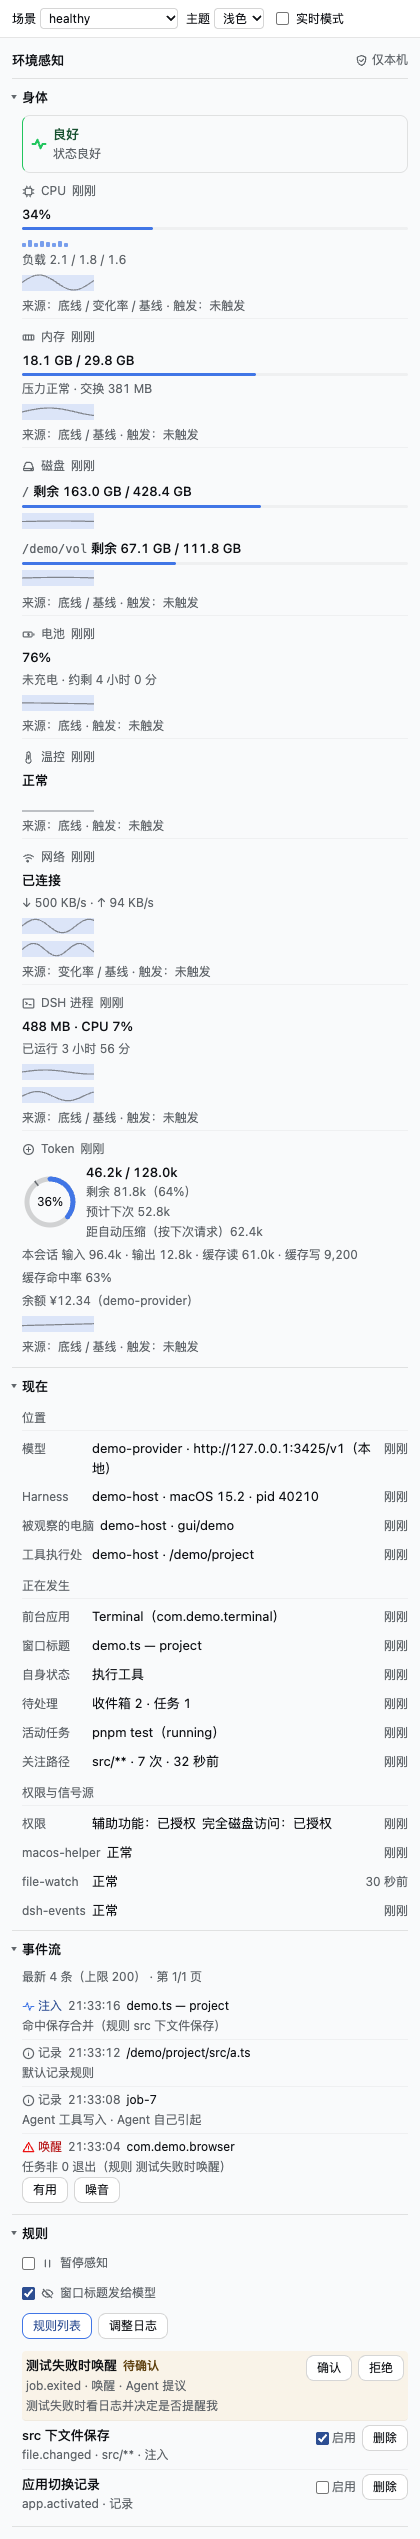 场景 healthy 主题 浅色 实时模式
环境感知 仅本机
身体
良好
状态良好
CPU 刚刚
34%
负载 2.1 / 1.8 / 1.6
来源：底线 / 变化率 / 基线 · 触发：未触发
内存 刚刚
18.1 GB / 29.8 GB
压力正常 · 交换 381 MB
来源：底线 / 基线 · 触发：未触发
磁盘 刚刚
/ 剩余 163.0 GB / 428.4 GB
/demo/vol 剩余 67.1 GB / 111.8 GB
来源：底线 / 基线 · 触发：未触发
电池 刚刚
76%
未充电 · 约剩 4 小时 0 分
来源：底线 · 触发：未触发
温控 刚刚
正常
来源：底线 · 触发：未触发
网络 刚刚
已连接
↓ 500 KB/s · ↑ 94 KB/s
来源：变化率 / 基线 · 触发：未触发
DSH 进程 刚刚
488 MB · CPU 7%
已运行 3 小时 56 分
来源：底线 / 基线 · 触发：未触发
Token 刚刚
36%
46.2k / 128.0k
剩余 81.8k（64%）
预计下次 52.8k
距自动压缩（按下次请求）62.4k
本会话 输入 96.4k · 输出 12.8k · 缓存读 61.0k · 缓存写 9,200
缓存命中率 63%
余额 ¥12.34（demo-provider）
来源：底线 / 基线 · 触发：未触发
现在
位置
模型 demo-provider · http://127.0.0.1:3425/v1（本 刚刚
地）
Harness demo-host · macOS 15.2 · pid 40210 刚刚
被观察的电脑 demo-host · gui/demo 刚刚
工具执行处 demo-host · /demo/project 刚刚
正在发生
前台应用 Terminal（com.demo.terminal） 刚刚
窗口标题 demo.ts — project 刚刚
自身状态 执行工具 刚刚
待处理 收件箱 2 · 任务 1 刚刚
活动任务 pnpm test（running） 刚刚
关注路径 src/** · 7 次 · 32 秒前 刚刚
权限与信号源
权限 辅助功能：已授权 完全磁盘访问：已授权 刚刚
macos-helper 正常 刚刚
file-watch 正常 30 秒前
dsh-events 正常 刚刚
事件流
最新 4 条（上限 200） · 第 1/1 页
注入 21:33:16 demo.ts — project
命中保存合并（规则 src 下文件保存）
记录 21:33:12 /demo/project/src/a.ts
默认记录规则
记录 21:33:08 job-7
Agent 工具写入 · Agent 自己引起
唤醒 21:33:04 com.demo.browser
任务非 0 退出（规则 测试失败时唤醒）
有用 噪音
规则
暂停感知
窗口标题发给模型
规则列表 调整日志
测试失败时唤醒 待确认 确认 拒绝
job.exited · 唤醒 · Agent 提议
测试失败时看日志并决定是否提醒我
src 下文件保存 启用 删除
file.changed · src/** · 注入
应用切换记录 启用 删除
app.activated · 记录